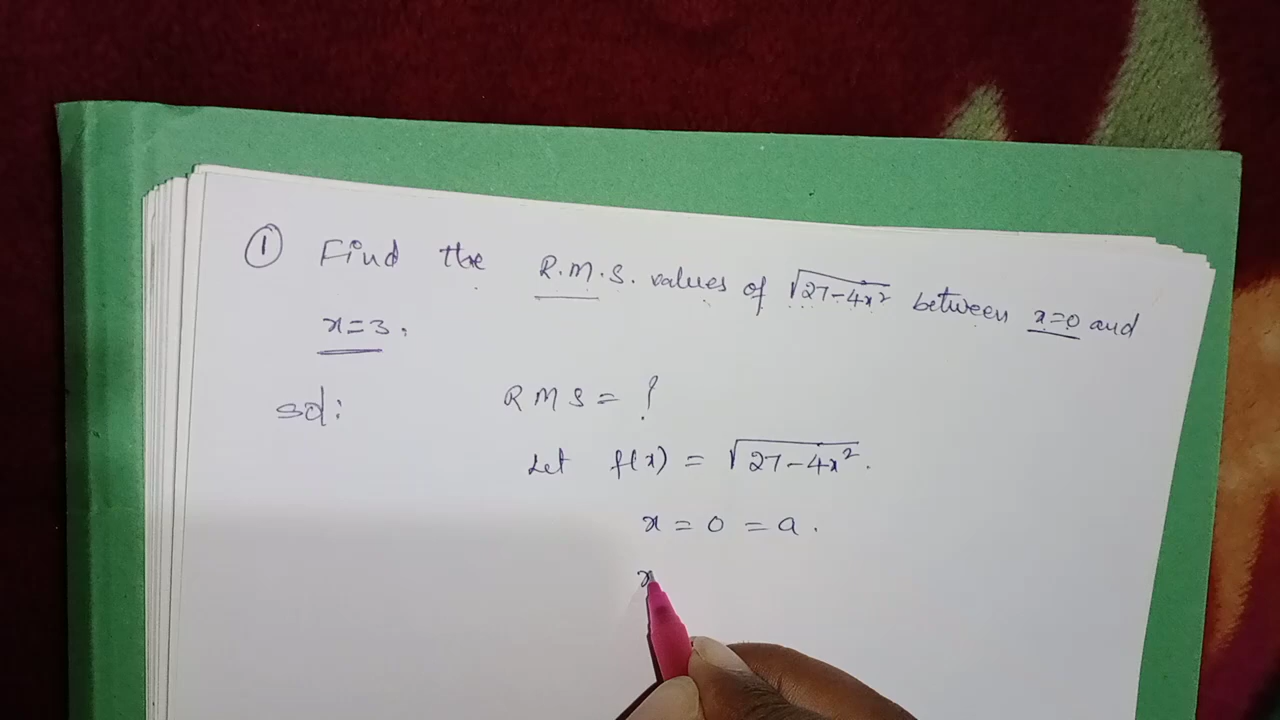 ① Find the R.M.S. values of √27-4x² between x=0 and
x=3.
sol: RMS = ?
Let f(x) = √27-4x².
x = 0 = a.
x